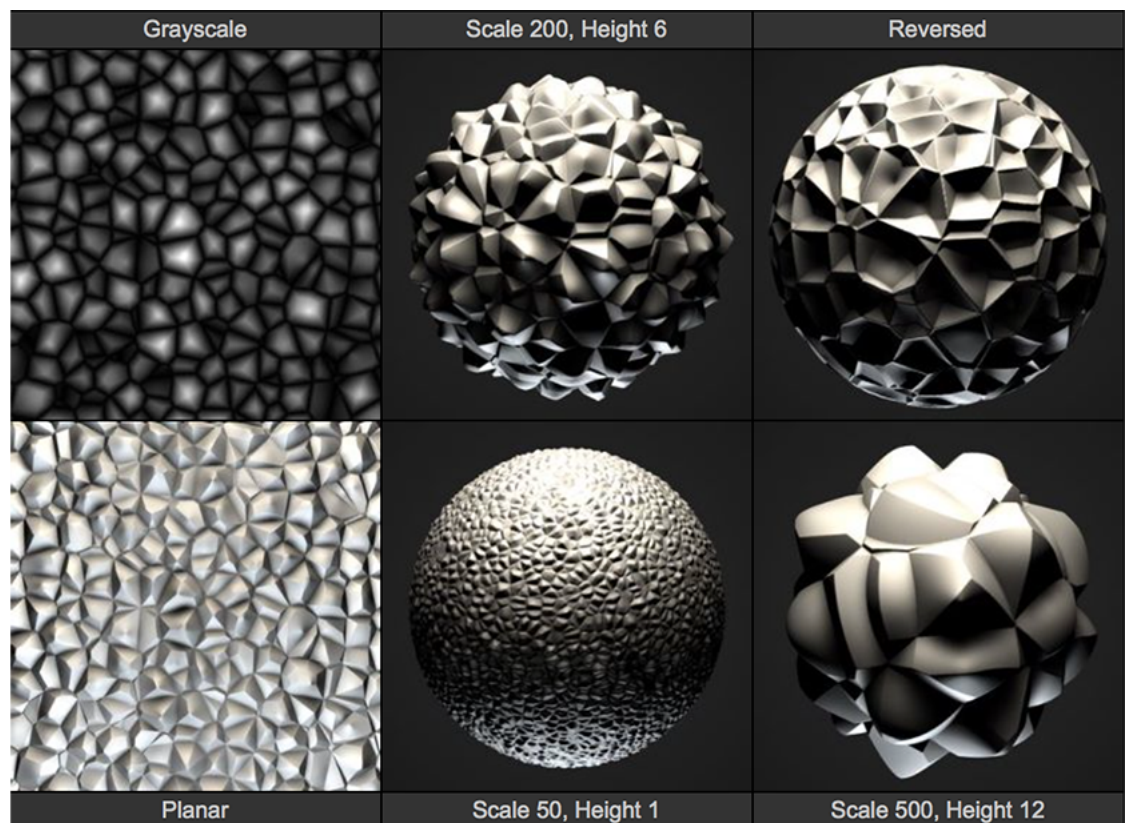 Grayscale
Scale 200, Height 6
Reversed
Planar
Scale 50, Height 1
Scale 500, Height 12